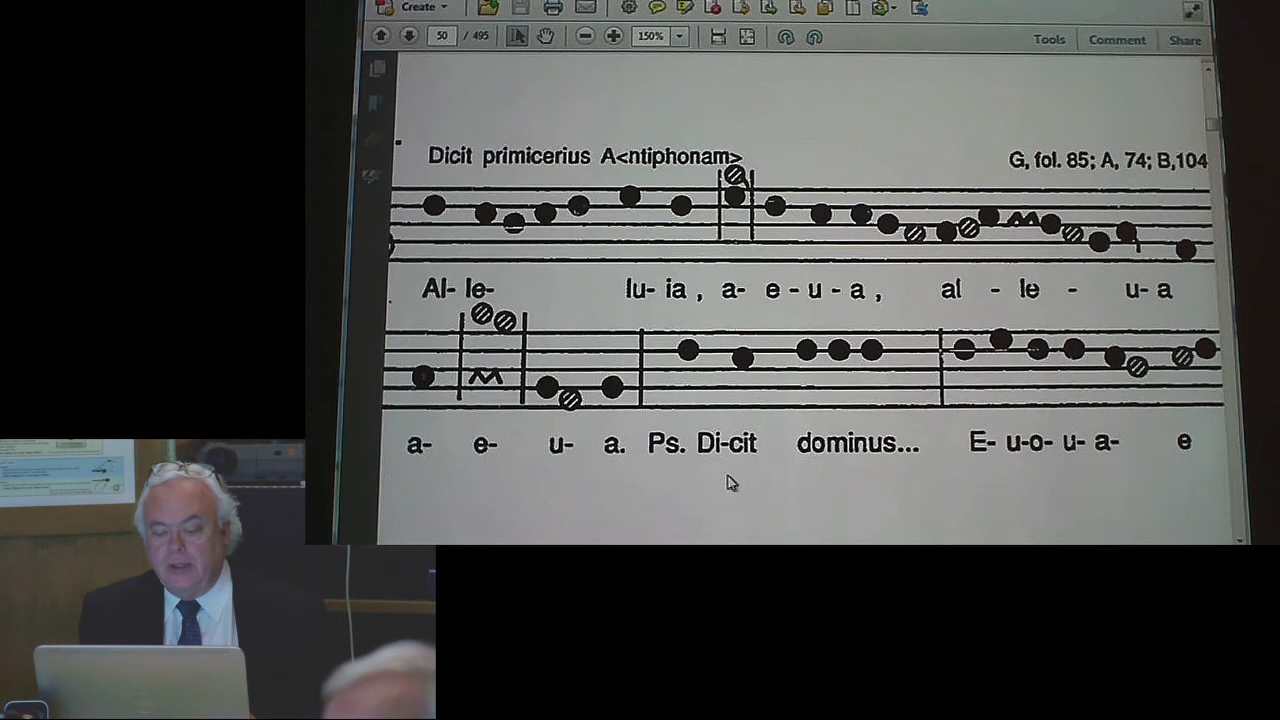 Create
50 / 495 150% Tools Comment Share
Dicit primicerius A<ntiphonam> G, fol. 85; A, 74; B,104
Al- le- lu- ia , a- e - u - a , al - le - u- a
a- e- u- a. Ps. Di-cit dominus... E- u-o- u- a- e